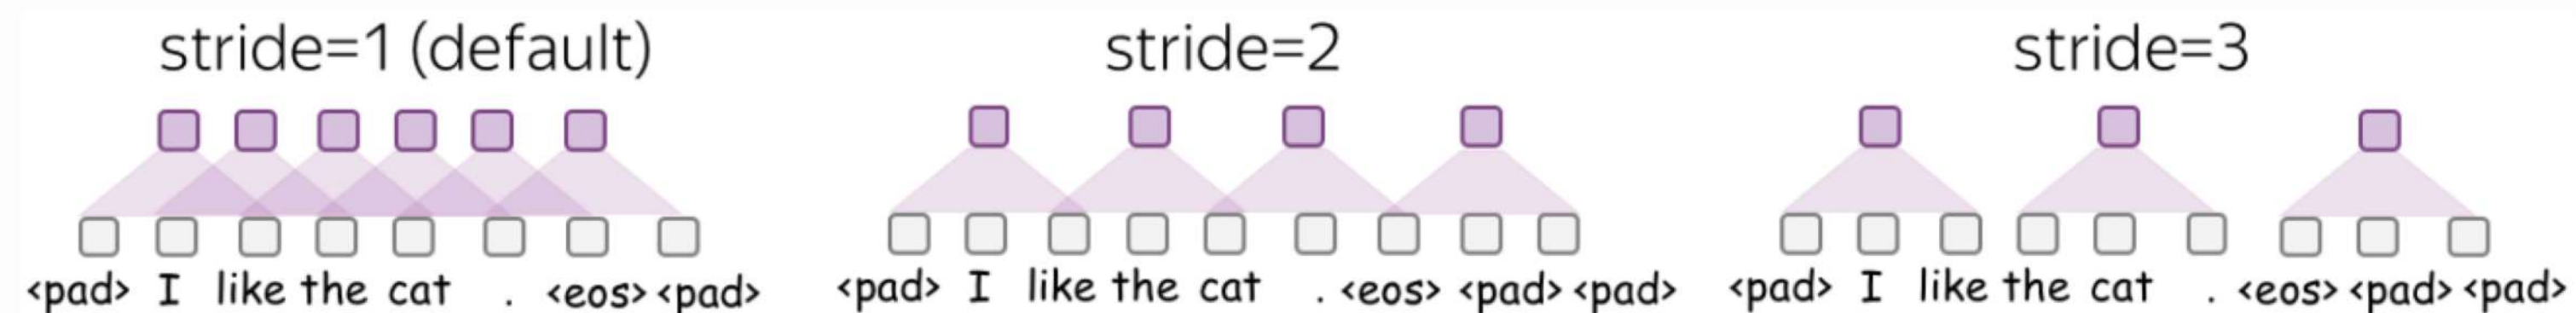 stride=1 (default)
<pad> I like the cat . <eos> <pad>
stride=2
<pad> I like the cat . <eos> <pad> <pad>
stride=3
<pad> I like the cat . <eos> <pad> <pad>